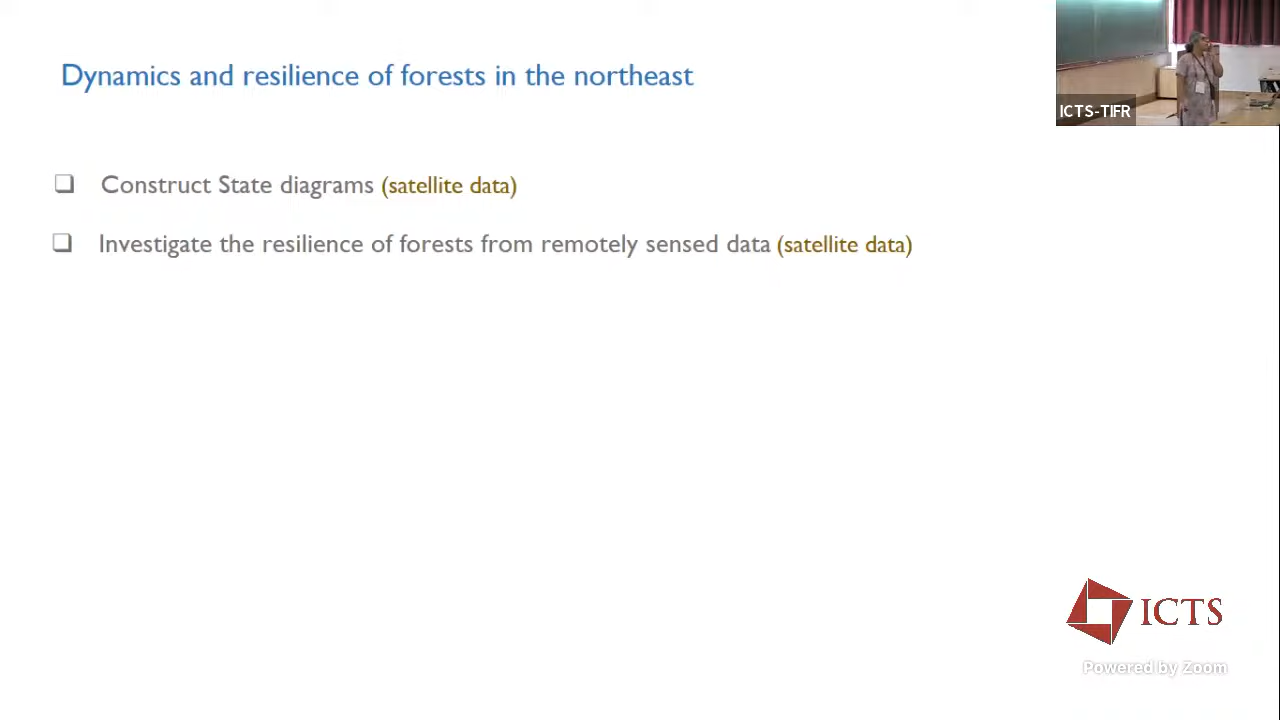 Dynamics and resilience of forests in the northeast
ICTS-TIFR
Construct State diagrams (satellite data)
Investigate the resilience of forests from remotely sensed data (satellite data)
ICTS
Powered by Zoom